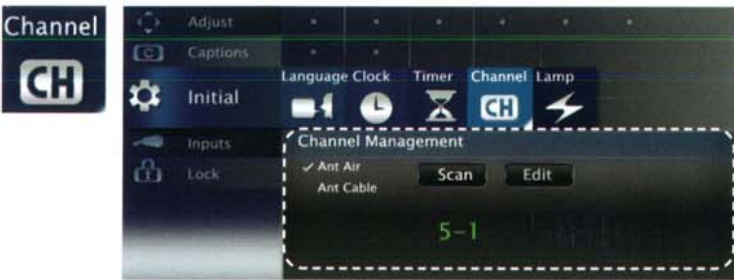 Channel
CH
Adjust
C Captions
Initial
Language Clock Timer Channel Lamp
CH
Inputs
Lock
Channel Management
✓ Ant Air
Ant Cable
Scan Edit
5-1